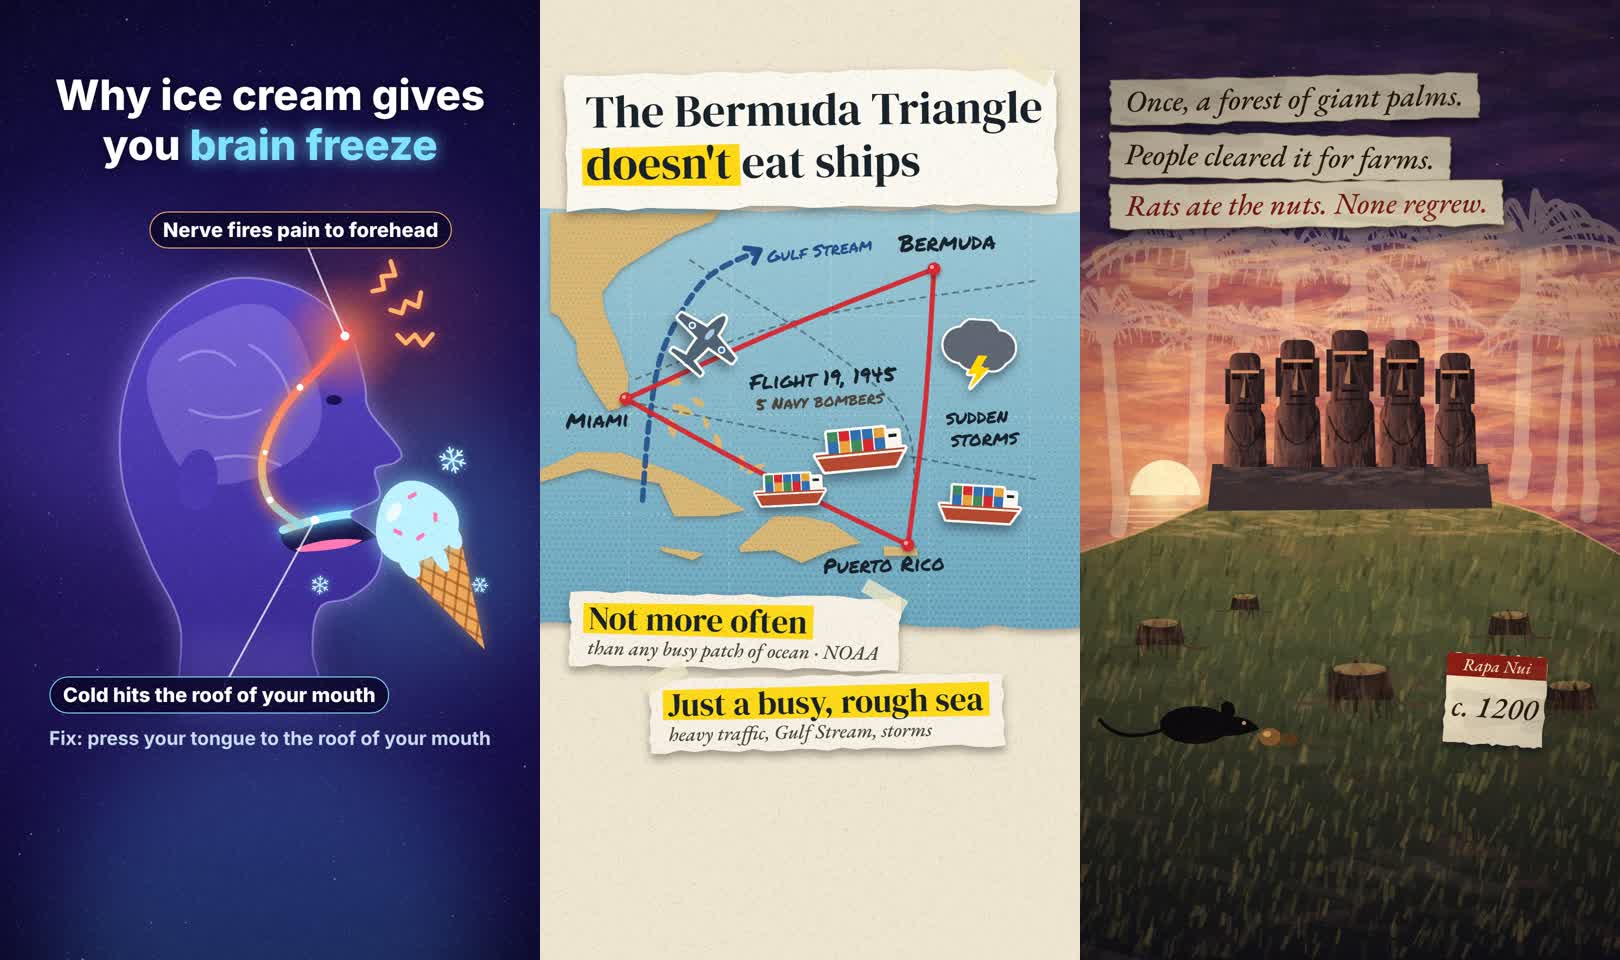 Why ice cream gives
you brain freeze
Nerve fires pain to forehead
Cold hits the roof of your mouth
Fix: press your tongue to the roof of your mouth
The Bermuda Triangle
doesn't eat ships
Gulf Stream
Bermuda
Flight 19, 1945
5 Navy bombers
Miami
sudden
storms
Puerto Rico
Not more often
than any busy patch of ocean · NOAA
Just a busy, rough sea
heavy traffic, Gulf Stream, storms
Once, a forest of giant palms.
People cleared it for farms.
Rats ate the nuts. None regrew.
Rapa Nui
c. 1200